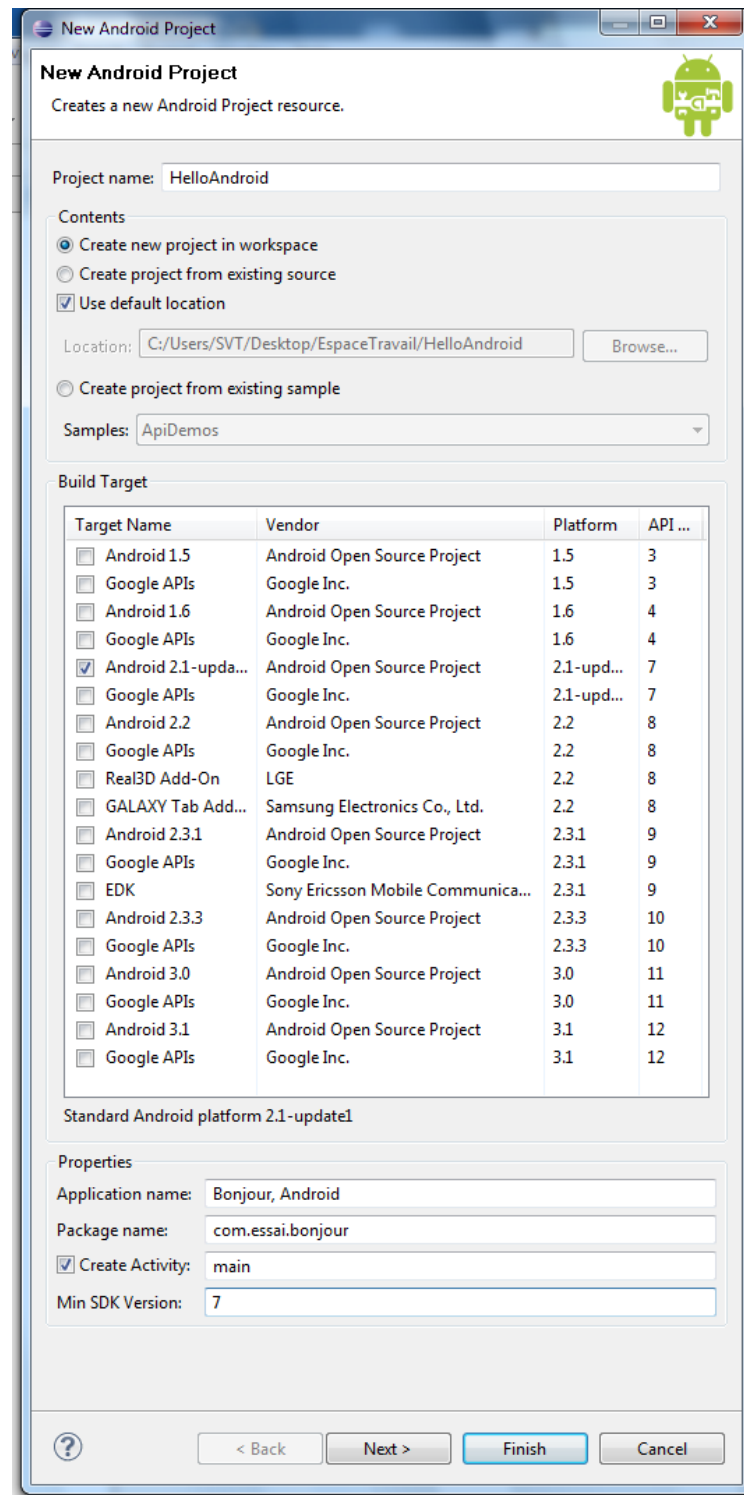 New Android Project
New Android Project
Creates a new Android Project resource.
Project name: HelloAndroid
Contents
Create new project in workspace
Create project from existing source
Use default location
Location: C:/Users/SVT/Desktop/EspaceTravail/HelloAndroid Browse...
Create project from existing sample
Samples: ApiDemos
Build Target
Target Name Vendor Platform API ...
Android 1.5 Android Open Source Project 1.5 3
Google APIs Google Inc. 1.5 3
Android 1.6 Android Open Source Project 1.6 4
Google APIs Google Inc. 1.6 4
Android 2.1-upda... Android Open Source Project 2.1-upd... 7
Google APIs Google Inc. 2.1-upd... 7
Android 2.2 Android Open Source Project 2.2 8
Google APIs Google Inc. 2.2 8
Real3D Add-On LGE 2.2 8
GALAXY Tab Add... Samsung Electronics Co., Ltd. 2.2 8
Android 2.3.1 Android Open Source Project 2.3.1 9
Google APIs Google Inc. 2.3.1 9
EDK Sony Ericsson Mobile Communica... 2.3.1 9
Android 2.3.3 Android Open Source Project 2.3.3 10
Google APIs Google Inc. 2.3.3 10
Android 3.0 Android Open Source Project 3.0 11
Google APIs Google Inc. 3.0 11
Android 3.1 Android Open Source Project 3.1 12
Google APIs Google Inc. 3.1 12
Standard Android platform 2.1-update1
Properties
Application name: Bonjour, Android
Package name: com.essai.bonjour
Create Activity: main
Min SDK Version: 7
? < Back Next > Finish Cancel